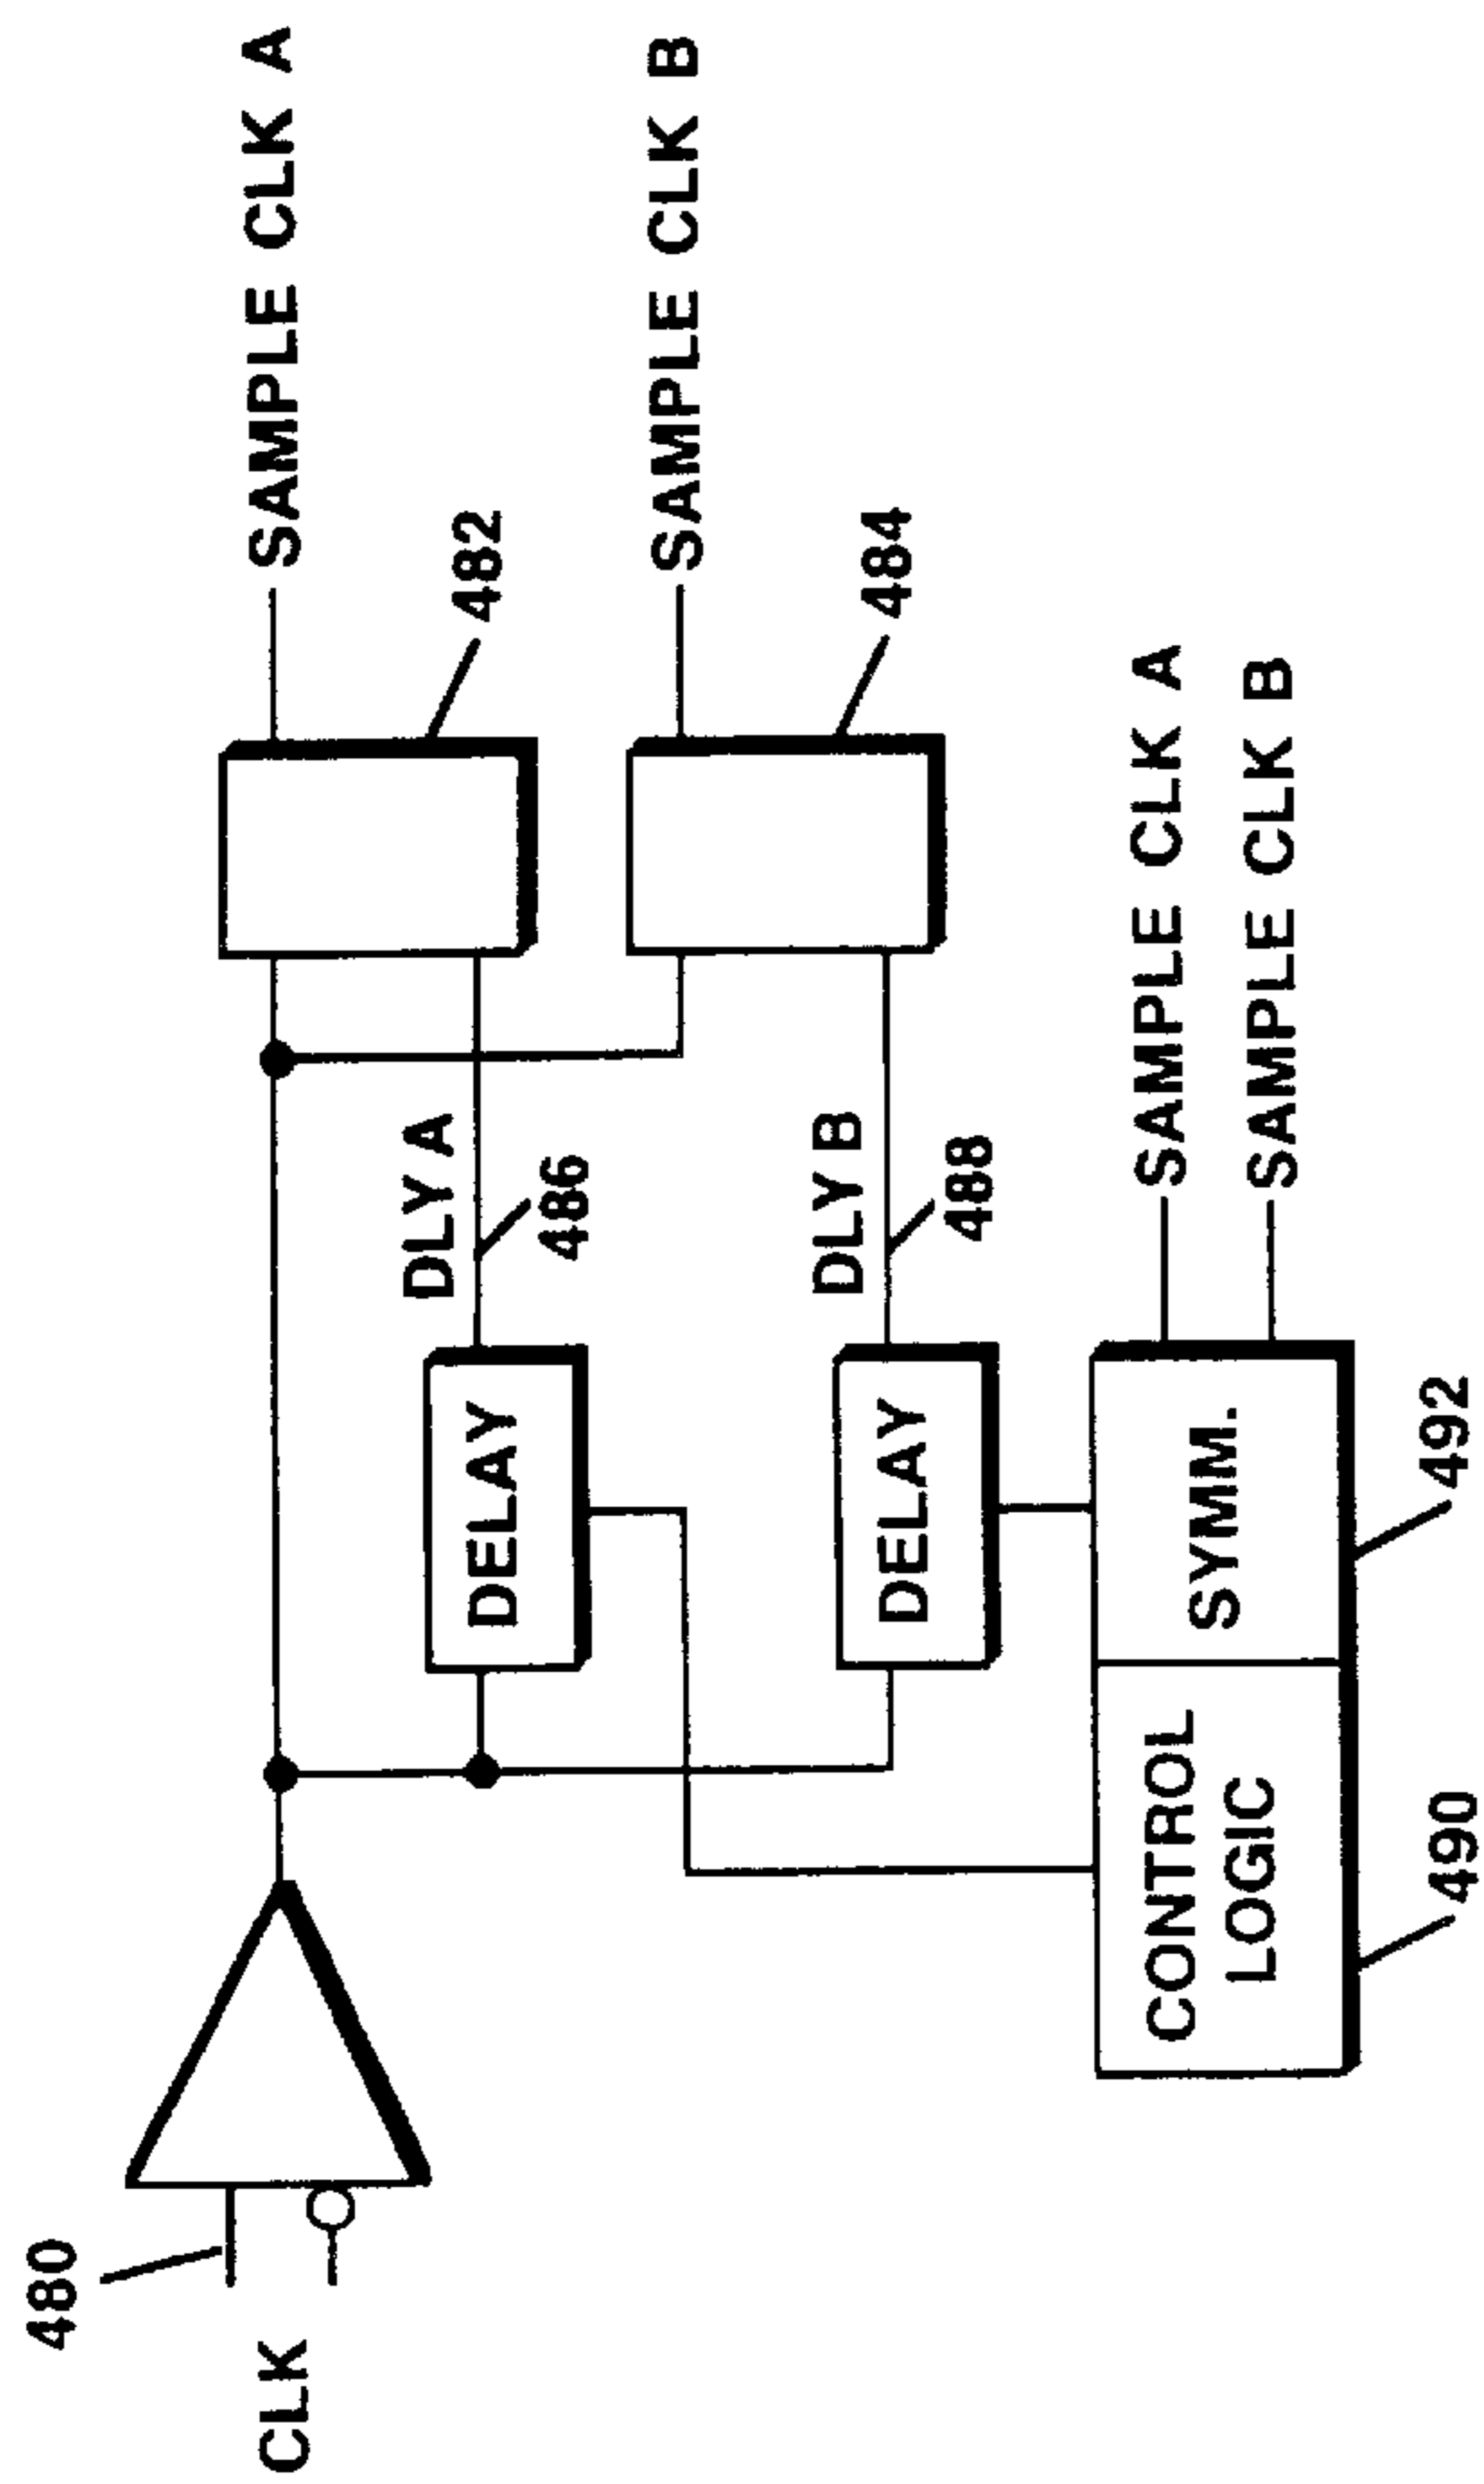 480
CLK
SAMPLE CLK A
482
DLY A
DELAY
486
SAMPLE CLK B
484
DLY B
DELAY
488
CONTROL
LOGIC
SYMM.
SAMPLE CLK A
SAMPLE CLK B
490
492